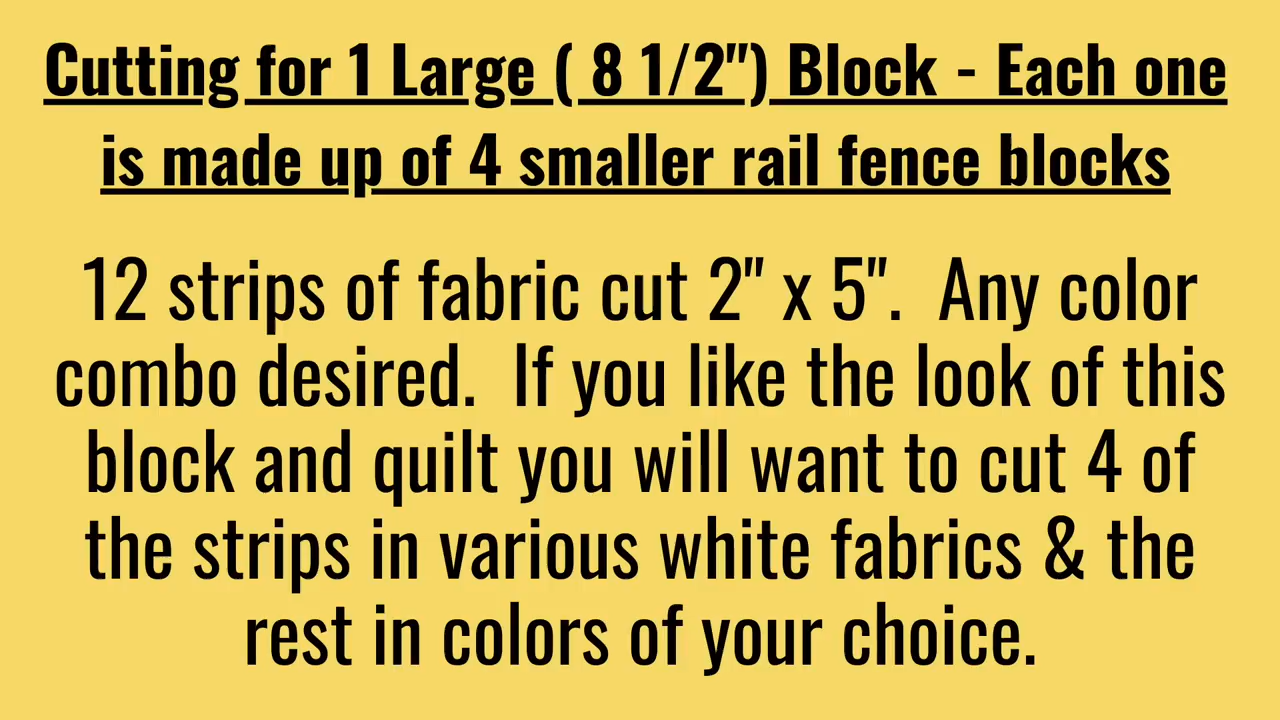 Cutting for 1 Large ( 8 1/2") Block - Each one
is made up of 4 smaller rail fence blocks
12 strips of fabric cut 2" x 5".  Any color
combo desired.  If you like the look of this
block and quilt you will want to cut 4 of
the strips in various white fabrics & the
rest in colors of your choice.